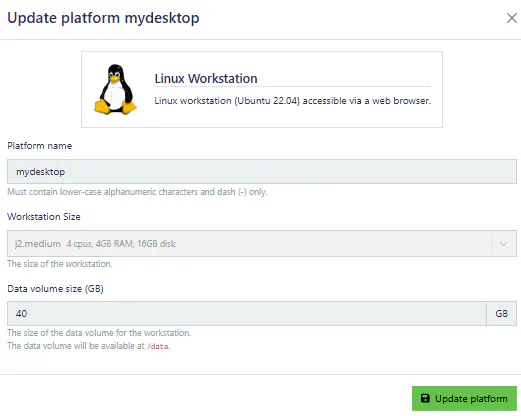 Update platform mydesktop
Linux Workstation
Linux workstation (Ubuntu 22.04) accessible via a web browser.
Platform name
mydesktop
Must contain lower-case alphanumeric characters and dash (-) only.
Workstation Size
j2.medium 4 cpus, 4GB RAM, 16GB disk
The size of the workstation.
Data volume size (GB)
40 GB
The size of the data volume for the workstation.
The data volume will be available at /data.
Update platform